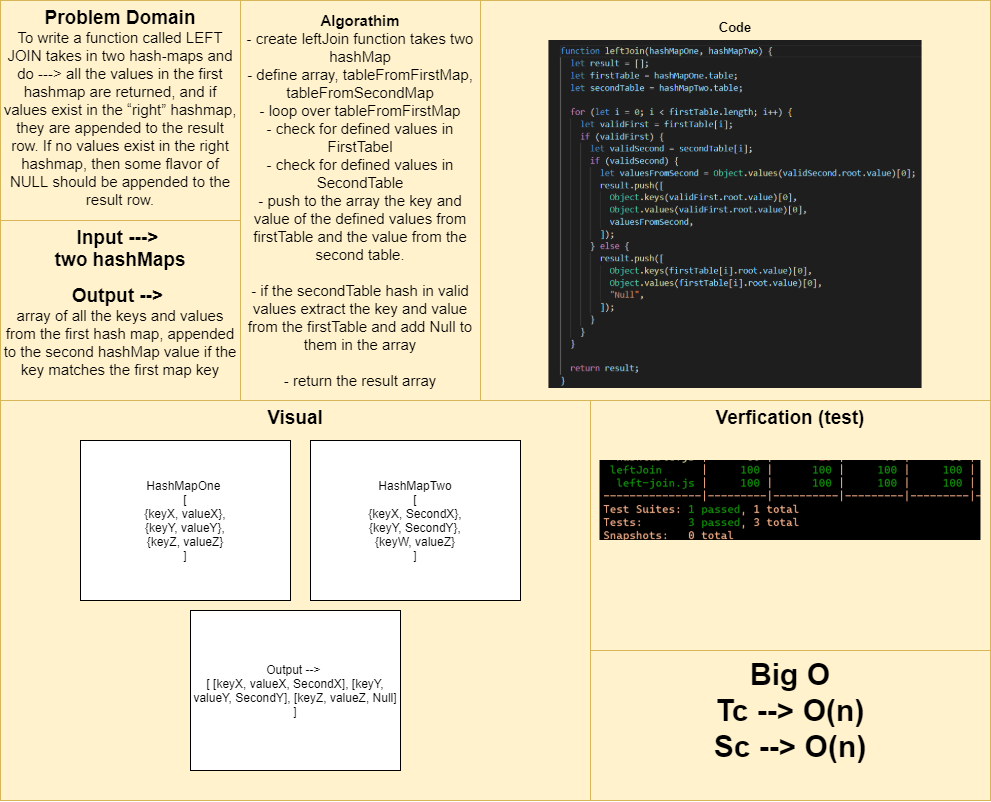 Problem Domain
To write a function called LEFT
JOIN takes in two hash-maps and
do ---> all the values in the first
hashmap are returned, and if
values exist in the “right” hashmap,
they are appended to the result
row. If no values exist in the right
hashmap, then some flavor of
NULL should be appended to the
result row.
Input --->
two hashMaps
Output -->
array of all the keys and values
from the first hash map, appended
to the second hashMap value if the
key matches the first map key
Algorathim
- create leftJoin function takes two
hashMap
- define array, tableFromFirstMap,
tableFromSecondMap
- loop over tableFromFirstMap
- check for defined values in
FirstTabel
- check for defined values in
SecondTable
- push to the array the key and
value of the defined values from
firstTable and the value from the
second table.
- if the secondTable hash in valid
values extract the key and value
from the firstTable and add Null to
them in the array
- return the result array
Code
function leftJoin(hashMapOne, hashMapTwo) {
let result = [];
let firstTable = hashMapOne.table;
let secondTable = hashMapTwo.table;
for (let i = 0; i < firstTable.length; i++) {
let validFirst = firstTable[i];
if (validFirst) {
let validSecond = secondTable[i];
if (validSecond) {
let valuesFromSecond = Object.values(validSecond.root.value)[0];
result.push([
Object.keys(validFirst.root.value)[0],
Object.values(validFirst.root.value)[0],
valuesFromSecond,
]);
} else {
result.push([
Object.keys(firstTable[i].root.value)[0],
Object.values(firstTable[i].root.value)[0],
"Null",
]);
}
}
}
return result;
}
Visual
HashMapOne
[
{keyX, valueX},
{keyY, valueY},
{keyZ, valueZ}
]
HashMapTwo
[
{keyX, SecondX},
{keyY, SecondY},
{keyW, valueZ}
]
Output -->
[ [keyX, valueX, SecondX], [keyY,
valueY, SecondY], [keyZ, valueZ, Null]
]
Verfication (test)
leftJoin | 100 | 100 | 100 | 100 |
left-join.js | 100 | 100 | 100 | 100 |
---------------|---------|----------|---------|---------|
Test Suites: 1 passed, 1 total
Tests: 3 passed, 3 total
Snapshots: 0 total
Big O
Tc --> O(n)
Sc --> O(n)